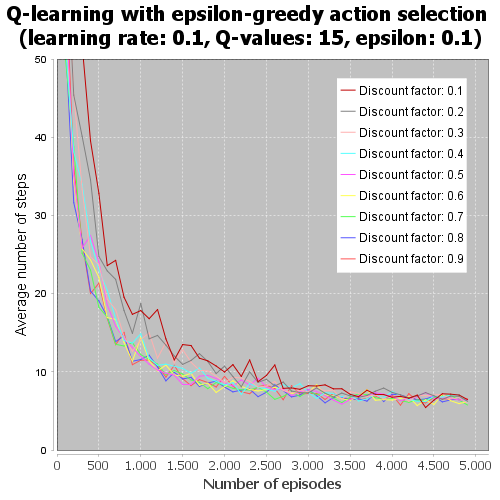 Q-learning with epsilon-greedy action selection
(learning rate: 0.1, Q-values: 15, epsilon: 0.1)
Average number of steps
50
40
30
20
10
0
Discount factor: 0.1
Discount factor: 0.2
Discount factor: 0.3
Discount factor: 0.4
Discount factor: 0.5
Discount factor: 0.6
Discount factor: 0.7
Discount factor: 0.8
Discount factor: 0.9
0 500 1.000 1.500 2.000 2.500 3.000 3.500 4.000 4.500 5.000
Number of episodes